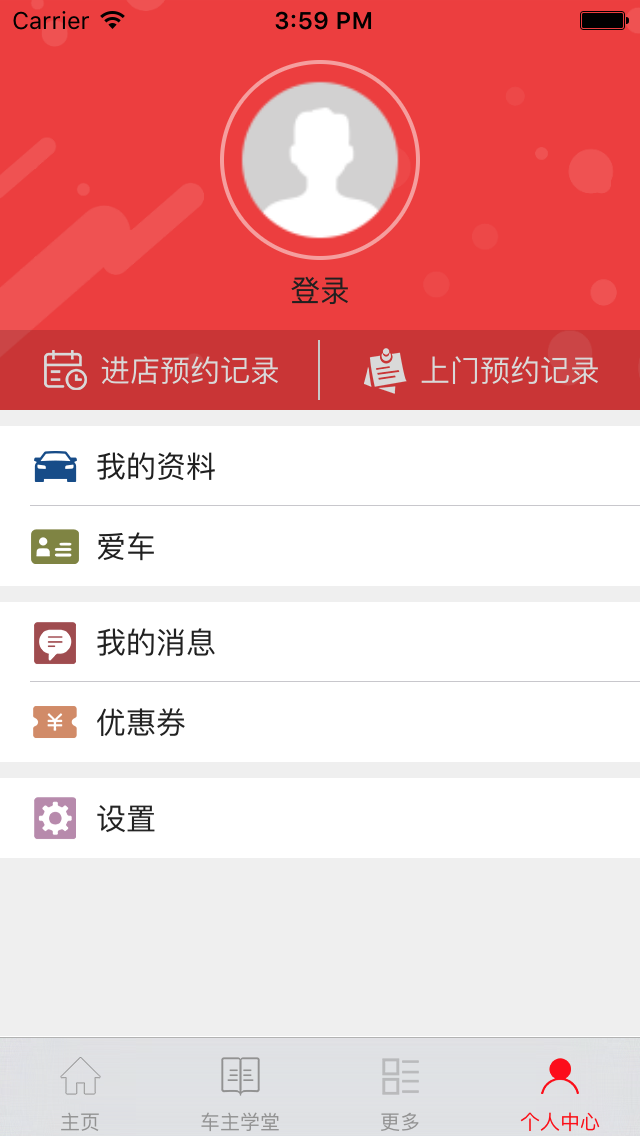 Carrier 3:59 PM
登录
进店预约记录 上门预约记录
我的资料
爱车
我的消息
优惠券
设置
主页 车主学堂 更多 个人中心